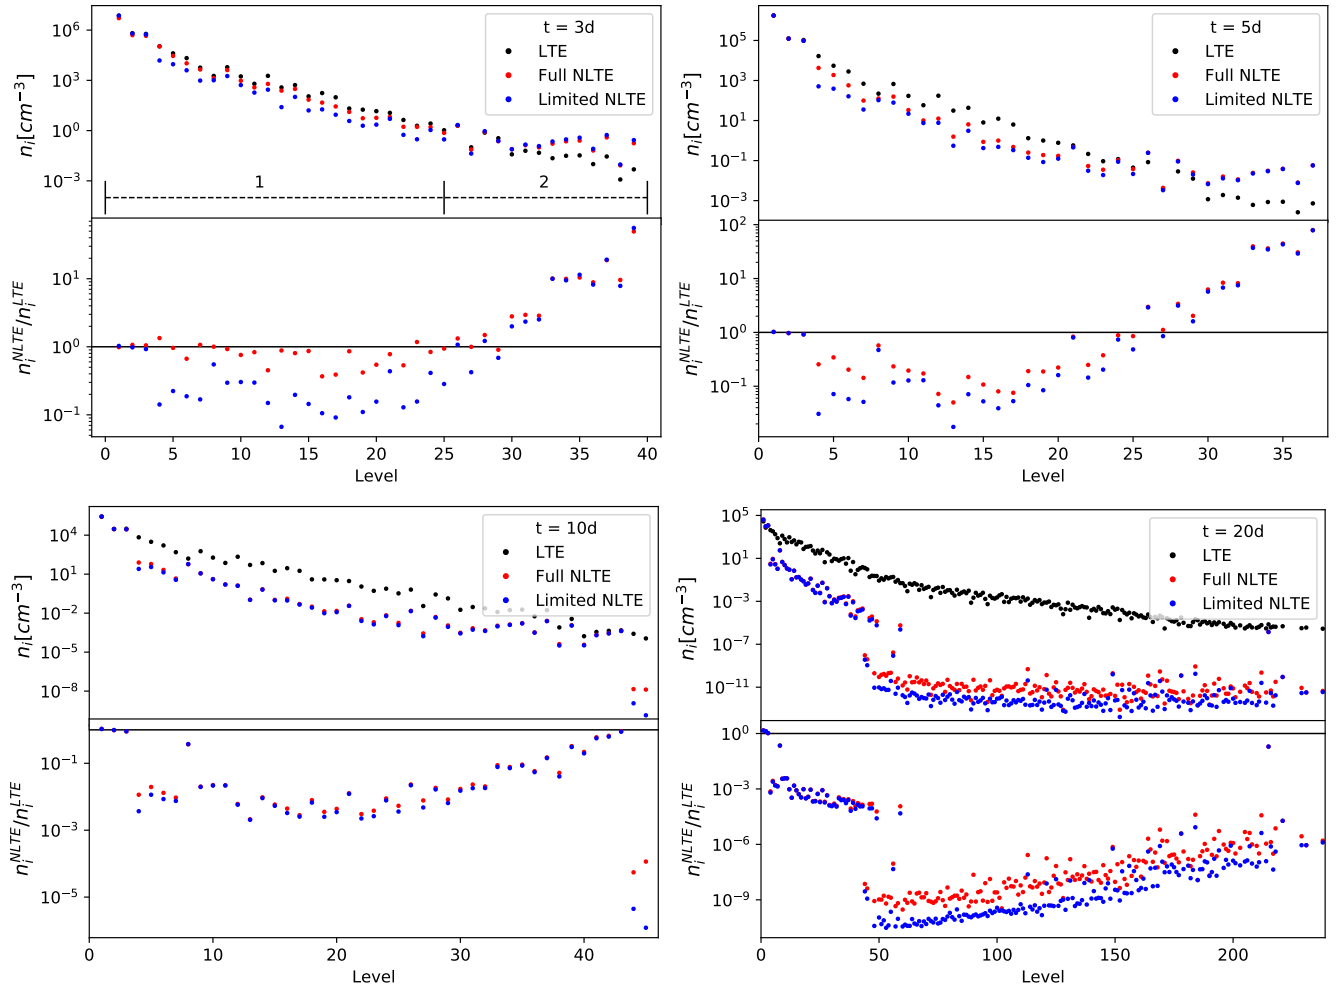 t = 3d
LTE
Full NLTE
Limited NLTE
10^6
10^3
10^0
10^{-3}
n_i[cm^{-3}]
1
2
10^1
10^0
10^{-1}
n_i^{NLTE}/n_i^{LTE}
0 5 10 15 20 25 30 35 40
Level
t = 5d
LTE
Full NLTE
Limited NLTE
10^5
10^3
10^1
10^{-1}
10^{-3}
n_i[cm^{-3}]
10^2
10^1
10^0
10^{-1}
n_i^{NLTE}/n_i^{LTE}
0 5 10 15 20 25 30 35
Level
t = 10d
LTE
Full NLTE
Limited NLTE
10^4
10^1
10^{-2}
10^{-5}
10^{-8}
n_i[cm^{-3}]
10^{-1}
10^{-3}
10^{-5}
n_i^{NLTE}/n_i^{LTE}
0 10 20 30 40
Level
t = 20d
LTE
Full NLTE
Limited NLTE
10^5
10^1
10^{-3}
10^{-7}
10^{-11}
n_i[cm^{-3}]
10^0
10^{-3}
10^{-6}
10^{-9}
n_i^{NLTE}/n_i^{LTE}
0 50 100 150 200
Level